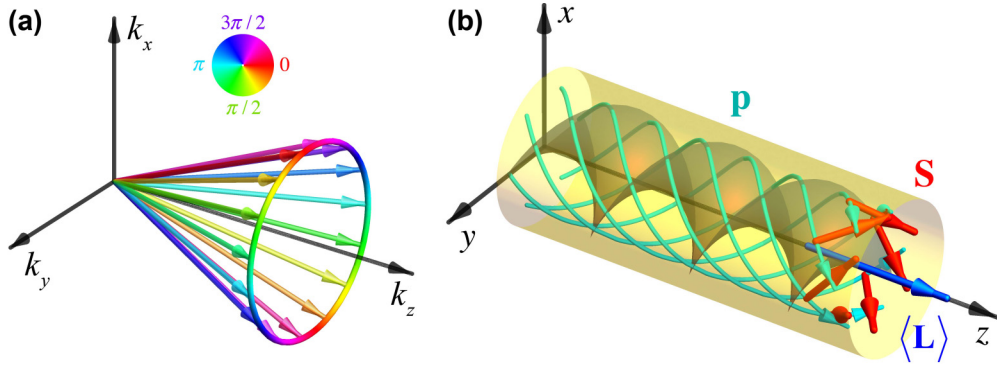 (a)
k_x
3π/2
π
0
π/2
k_y
k_z
(b)
x
p
S
y
⟨L⟩
z